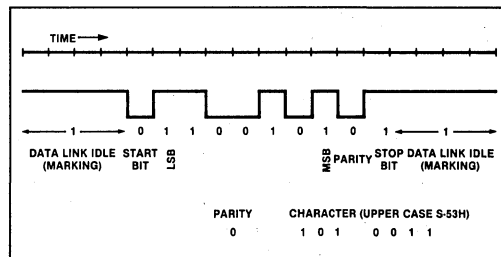 TIME
1 0 1 1 0 0 1 0 1 0 1 1
DATA LINK IDLE (MARKING) START BIT LSB MSB PARITY STOP BIT DATA LINK IDLE (MARKING)
PARITY CHARACTER (UPPER CASE S-53H)
0 1 0 1 0 0 1 1